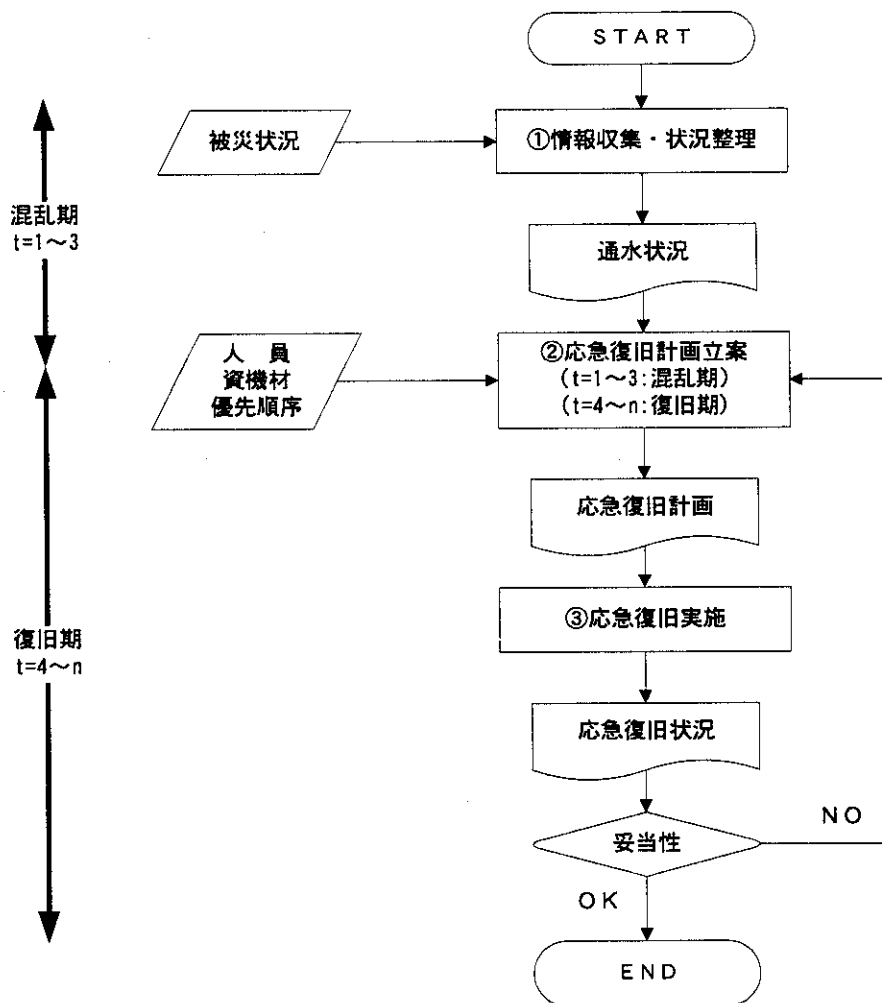 START
被災状況
①情報収集・状況整理
混乱期
t=1～3
通水状況
人　員
資機材
優先順序
②応急復旧計画立案
(t=1～3:混乱期)
(t=4～n:復旧期)
応急復旧計画
③応急復旧実施
復旧期
t=4～n
応急復旧状況
妥当性
NO
OK
END